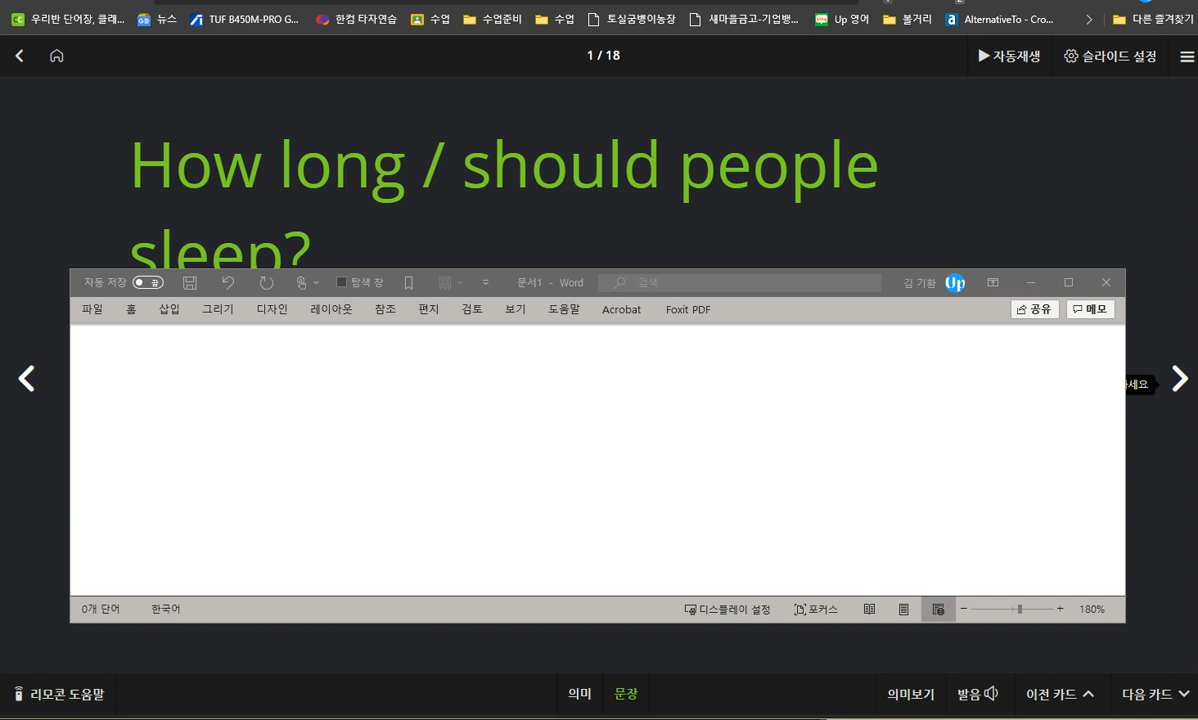 우리반 단어장, 클래... 뉴스 TUF B450M-PRO G... 한컴 타자연습 수업 수업준비 수업 토실굼벵이농장 새마을금고-기업뱅... Up 영어 볼거리 AlternativeTo - Cro... 다른 즐겨찾기
1 / 18 자동재생 슬라이드 설정
How long / should people
sleep?
자동 저장 끔 탐색 창 문서1 - Word 검색 김 기환 Up
파일 홈 삽입 그리기 디자인 레이아웃 참조 편지 검토 보기 도움말 Acrobat Foxit PDF 공유 메모
세요
0개 단어 한국어 디스플레이 설정 포커스 180%
리모콘 도움말 의미 문장 의미보기 발음 이전 카드 다음 카드